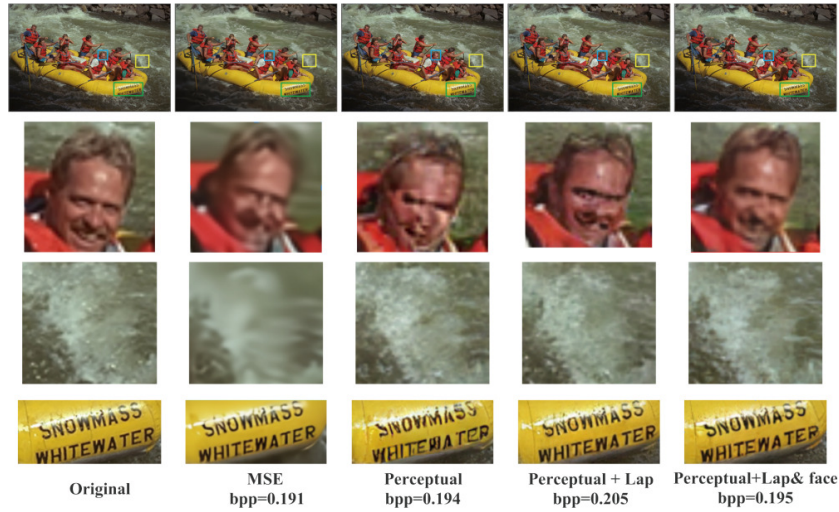 SNOWMASS
WHITEWATER
SNOWMASS
WHITEWATER
SNOWMASS
WHITEWATER
SNOWMASS
WHITEWATER
SNOWMASS
WHITEWATER
Original
MSE
bpp=0.191
Perceptual
bpp=0.194
Perceptual + Lap
bpp=0.205
Perceptual+Lap& face
bpp=0.195